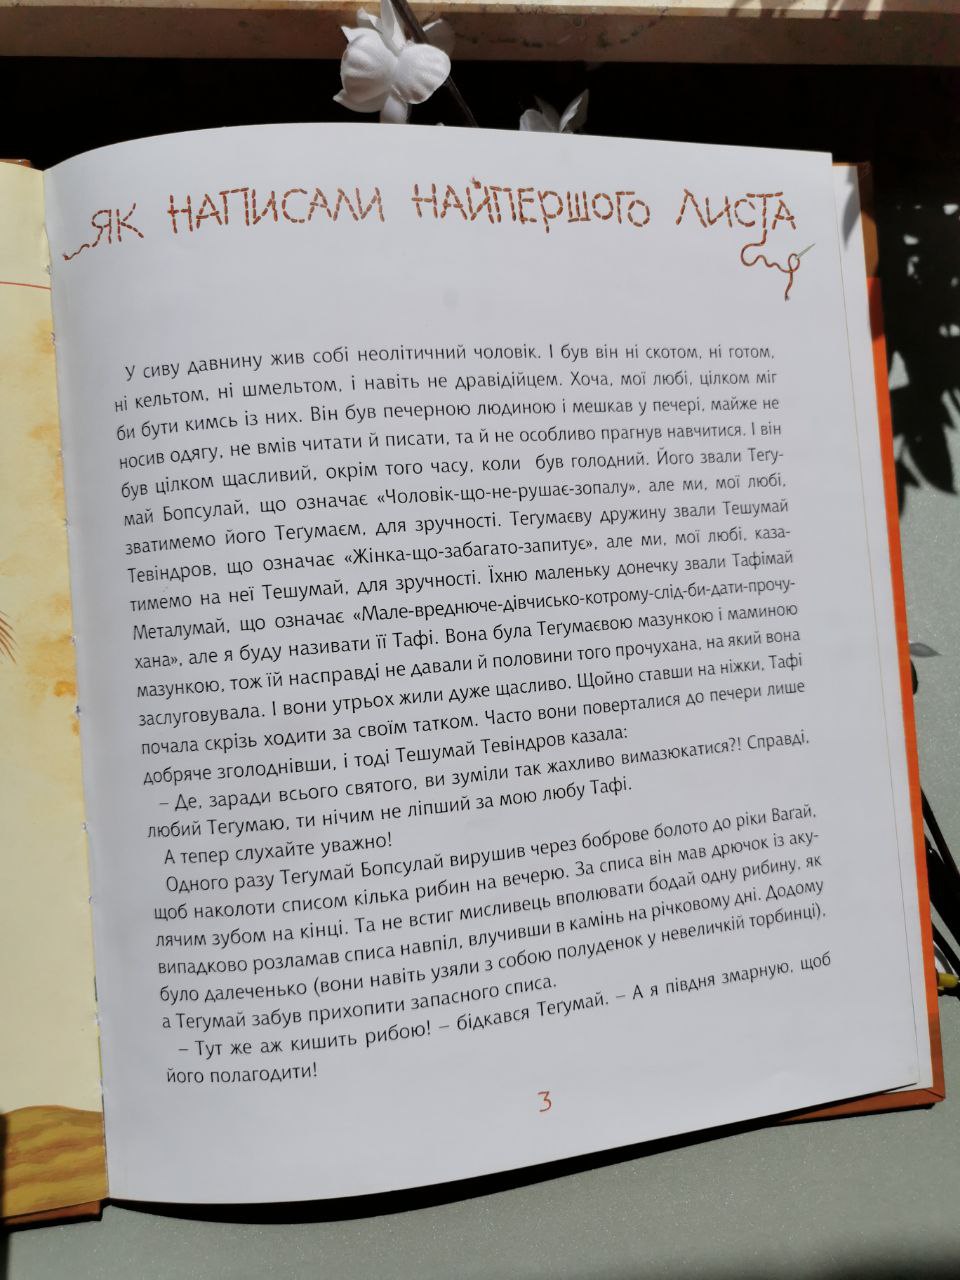 ЯК НАПИСАЛИ НАЙПЕРШОГО ЛИСТА
У сиву давнину жив собі неолітичний чоловік. І був він ні скотом, ні готом,
ні кельтом, ні шмельтом, і навіть не дравідійцем. Хоча, мої любі, цілком міг
би бути кимсь із них. Він був печерною людиною і мешкав у печері, майже не
носив одягу, не вмів читати й писати, та й не особливо прагнув навчитися. І він
був цілком щасливий, окрім того часу, коли був голодний. Його звали Теґу-
май Бопсулай, що означає «Чоловік-що-не-рушає-зопалу», але ми, мої любі,
зватимемо його Теґумаєм, для зручності. Теґумаєву дружину звали Тешумай
Тевіндров, що означає «Жінка-що-забагато-запитує», але ми, мої любі, каза-
тимемо на неї Тешумай, для зручності. Їхню маленьку донечку звали Тафімай
Металумай, що означає «Мале-вреднюче-дівчисько-котрому-слід-би-дати-прочу-
хана», але я буду називати її Тафі. Вона була Теґумаєвою мазункою і маминою
мазункою, тож їй насправді не давали й половини того прочухана, на який вона
заслуговувала. І вони утрьох жили дуже щасливо. Щойно ставши на ніжки, Тафі
почала скрізь ходити за своїм татком. Часто вони поверталися до печери лише
добряче зголоднівши, і тоді Тешумай Тевіндров казала:
– Де, заради всього святого, ви зуміли так жахливо вимазюкатися?! Справді,
любий Теґумаю, ти нічим не ліпший за мою любу Тафі.
А тепер слухайте уважно!
Одного разу Теґумай Бопсулай вирушив через боброве болото до ріки Ваґай,
щоб наколоти списом кілька рибин на вечерю. За списа він мав дрючок із аку-
лячим зубом на кінці. Та не встиг мисливець вполювати бодай одну рибину, як
випадково розламав списа навпіл, влучивши в камінь на річковому дні. Додому
було далеченько (вони навіть узяли з собою полуденок у невеличкій торбинці),
а Теґумай забув прихопити запасного списа.
– Тут же аж кишить рибою! – бідкався Теґумай. – А я півдня змарную, щоб
його полагодити!
3